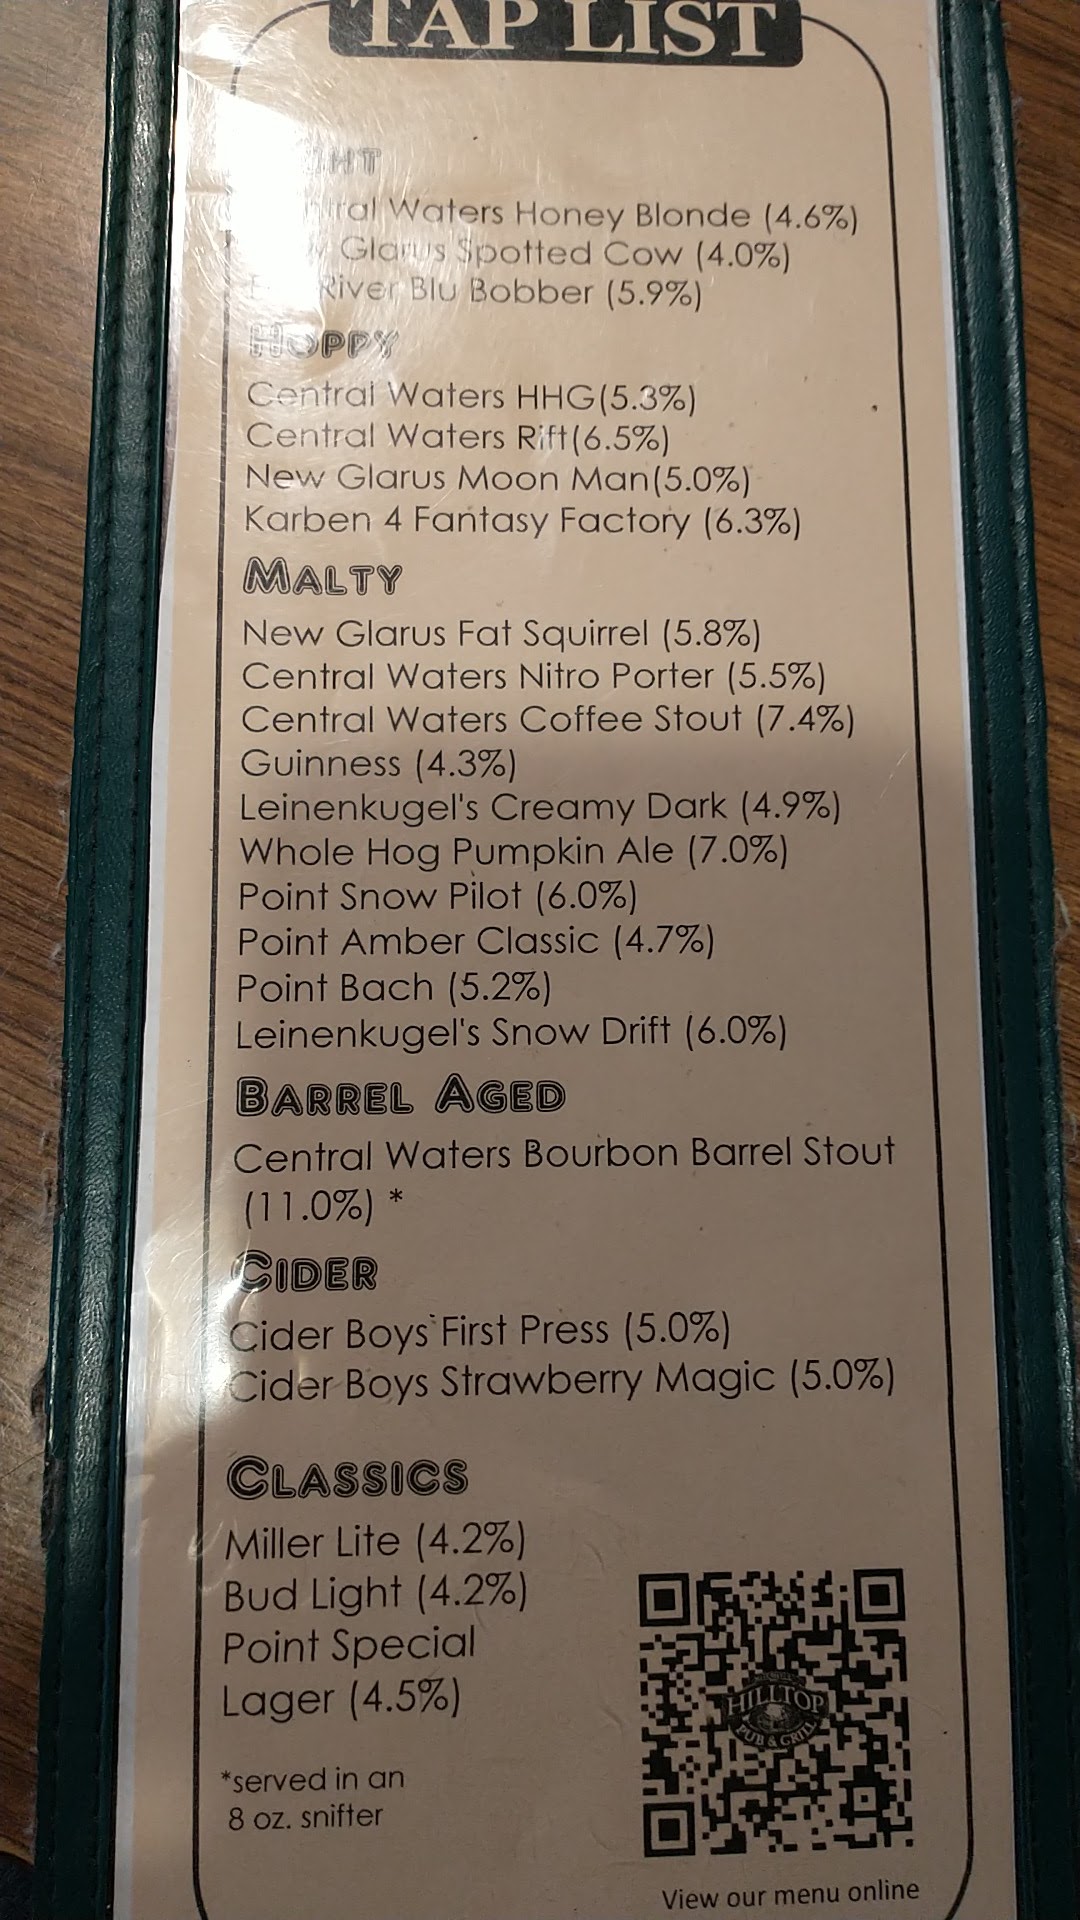 TAP LIST
Waters Honey Blonde (4.6%)
Glarus Spotted Cow (4.0%)
River Blu Bobber (5.9%)
HOPPY
Central Waters HHG(5.3%)
Central Waters Rift(6.5%)
New Glarus Moon Man(5.0%)
Karben 4 Fantasy Factory (6.3%)
MALTY
New Glarus Fat Squirrel (5.8%)
Central Waters Nitro Porter (5.5%)
Central Waters Coffee Stout (7.4%)
Guinness (4.3%)
Leinenkugel's Creamy Dark (4.9%)
Whole Hog Pumpkin Ale (7.0%)
Point Snow Pilot (6.0%)
Point Amber Classic (4.7%)
Point Bach (5.2%)
Leinenkugel's Snow Drift (6.0%)
BARREL AGED
Central Waters Bourbon Barrel Stout
(11.0%) *
CIDER
Cider Boys First Press (5.0%)
Cider Boys Strawberry Magic (5.0%)
CLASSICS
Miller Lite (4.2%)
Bud Light (4.2%)
Point Special
Lager (4.5%)
HILLTOP
PUB & GRILL
*served in an
8 oz. snifter
View our menu online